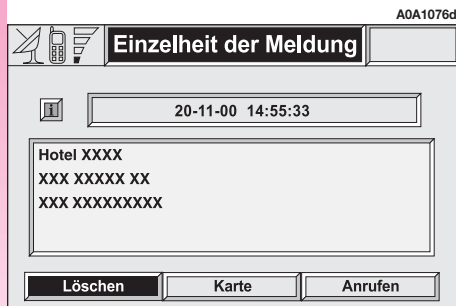 A0A1076d
Einzelheit der Meldung
i
20-11-00 14:55:33
Hotel XXXX
XXX XXXXX XX
XXX XXXXXXXXX
Löschen Karte Anrufen